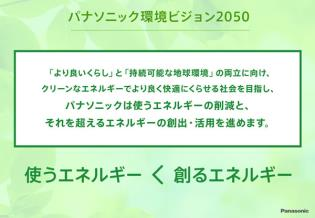 パナソニック環境ビジョン2050
「より良いくらし」と「持続可能な地球環境」の両立に向け、
クリーンなエネルギーでより良く快適にくらせる社会を目指し、
パナソニックは使うエネルギーの削減と、
それを超えるエネルギーの創出・活用を進めます。
使うエネルギー < 創るエネルギー
Panasonic